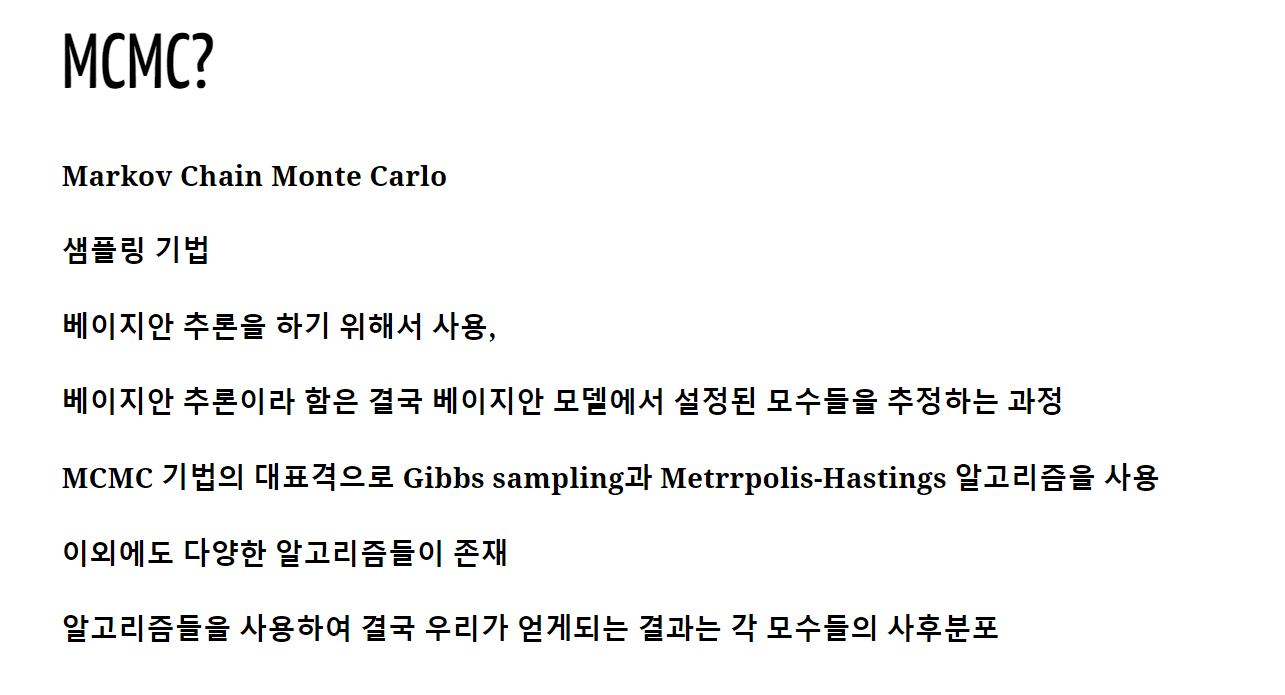 MCMC?
Markov Chain Monte Carlo
샘플링 기법
베이지안 추론을 하기 위해서 사용,
베이지안 추론이라 함은 결국 베이지안 모델에서 설정된 모수들을 추정하는 과정
MCMC 기법의 대표격으로 Gibbs sampling과 Metrrpolis-Hastings 알고리즘을 사용
이외에도 다양한 알고리즘들이 존재
알고리즘들을 사용하여 결국 우리가 얻게되는 결과는 각 모수들의 사후분포